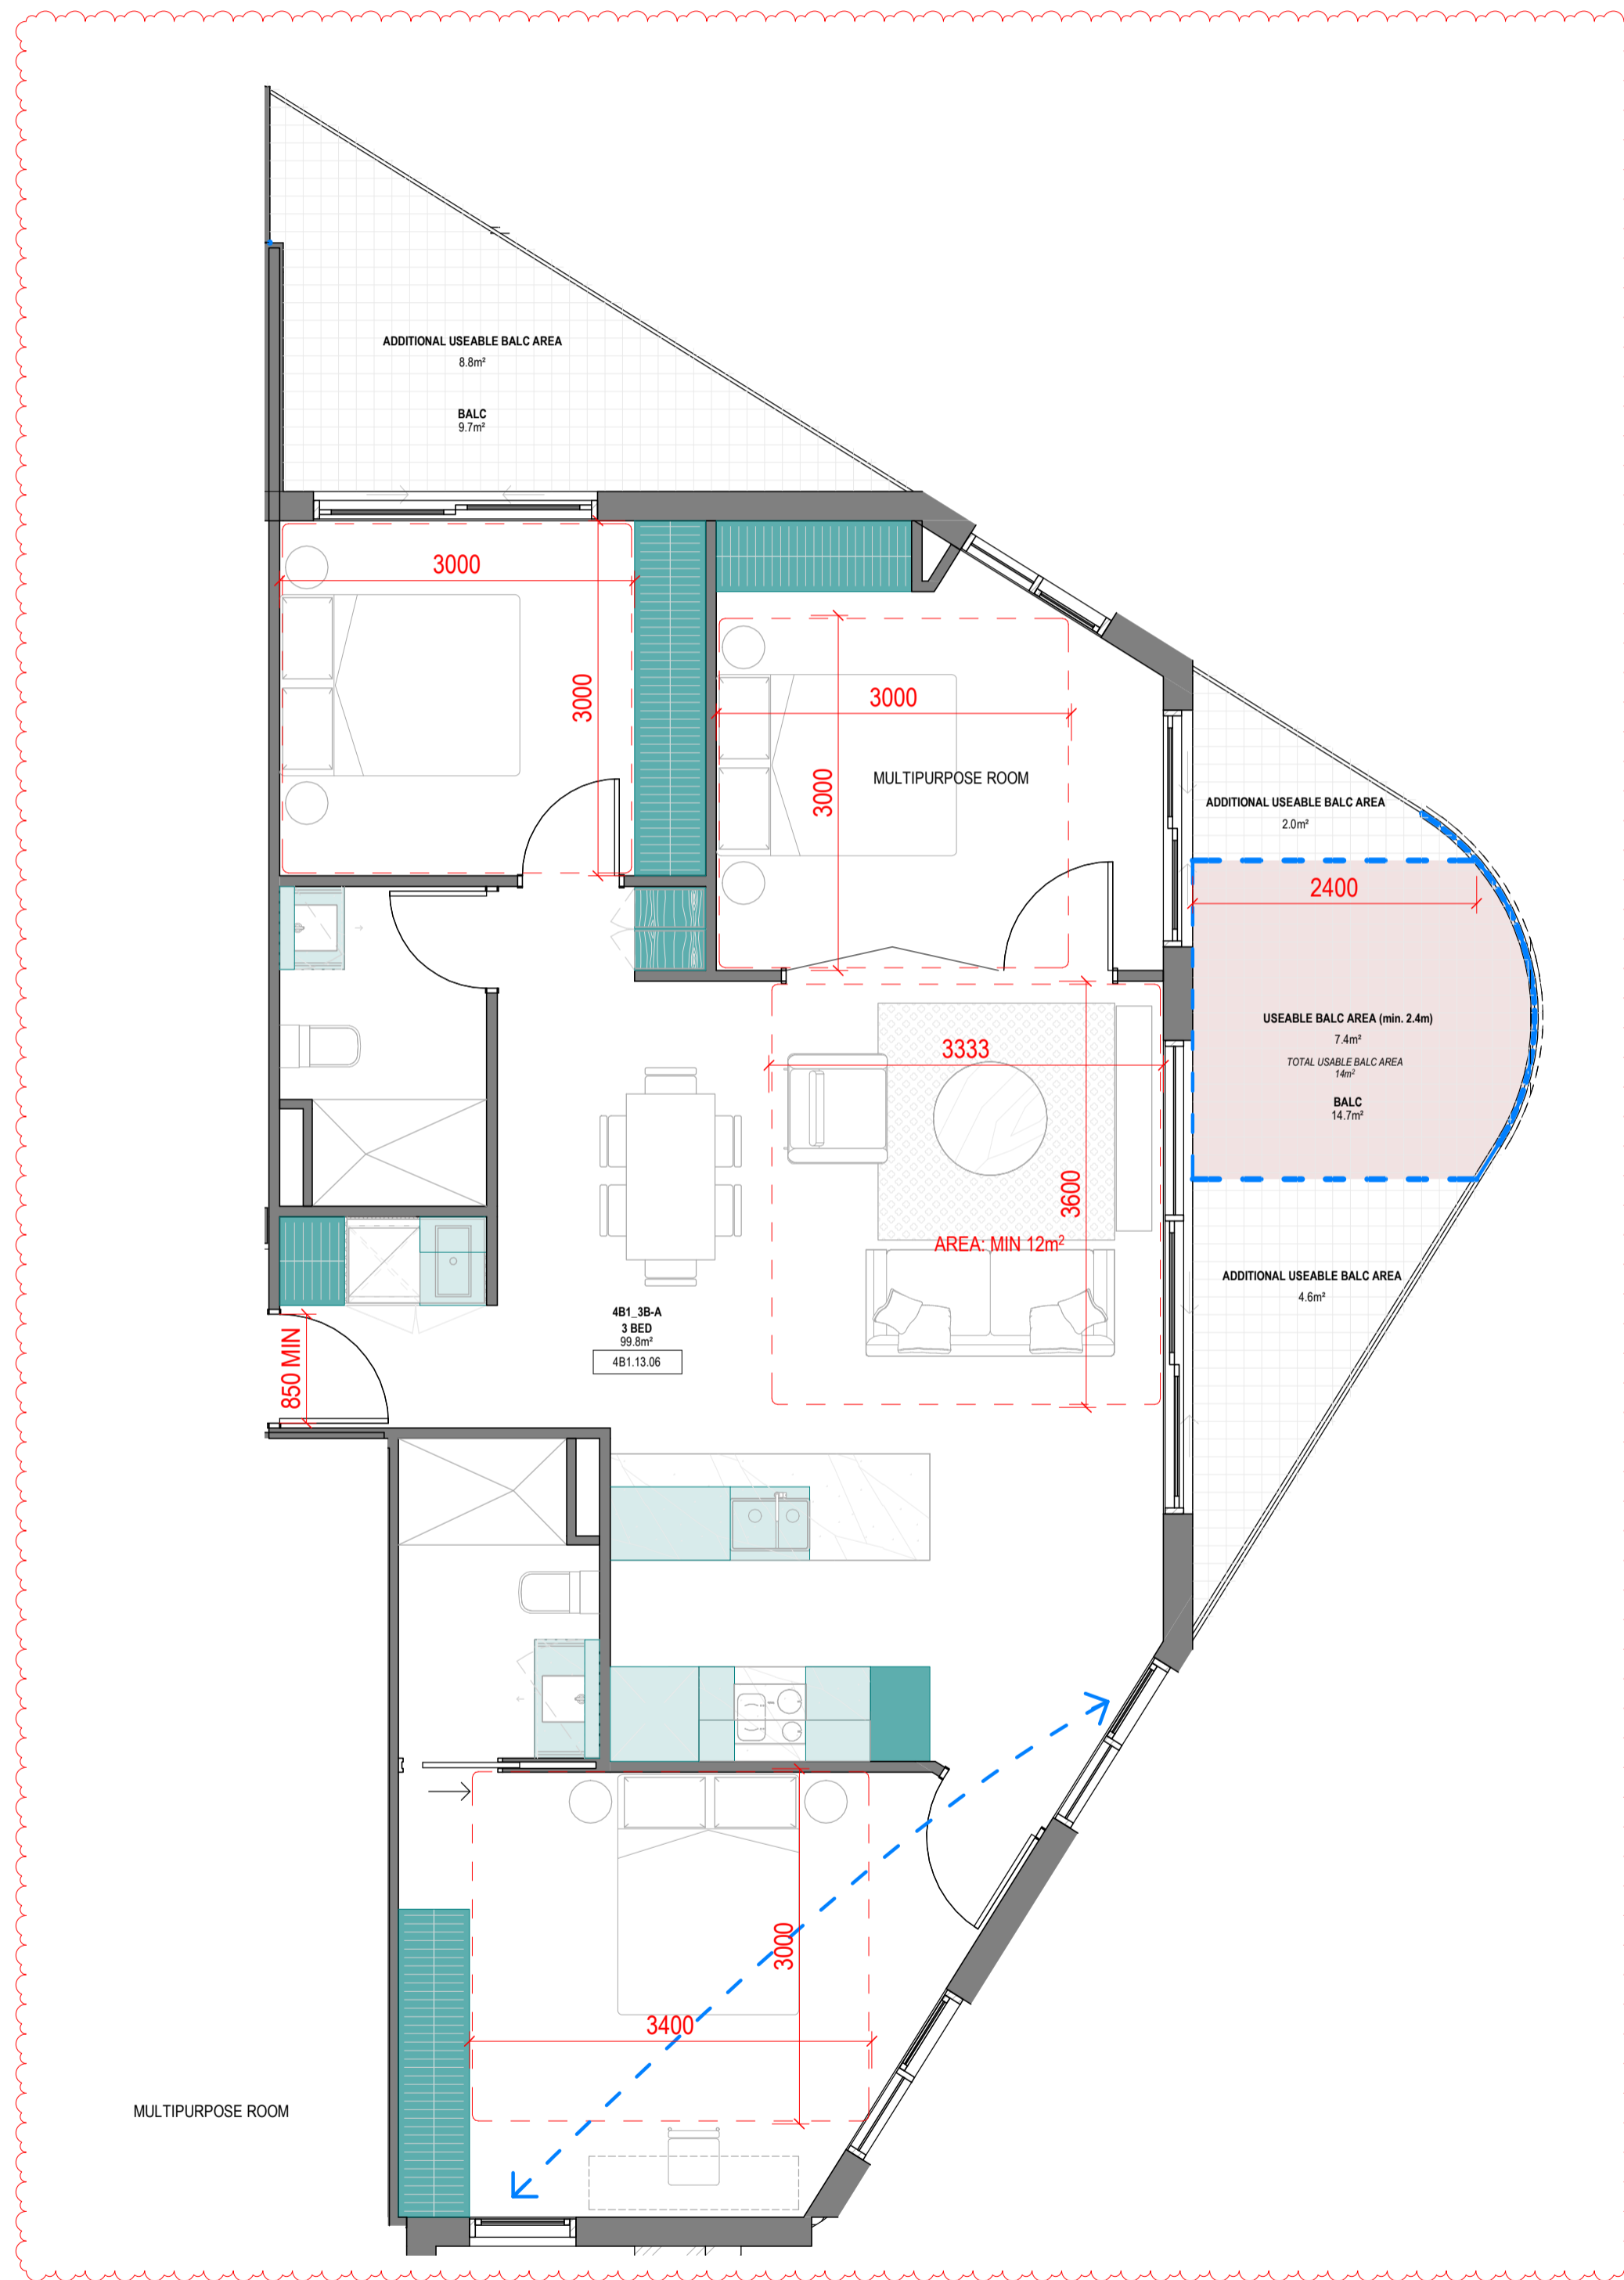 ADDITIONAL USEABLE BALC AREA
8.8m²
BALC
9.7m²
3000
3000
3000
3000
MULTIPURPOSE ROOM
ADDITIONAL USEABLE BALC AREA
2.0m²
2400
USEABLE BALC AREA (min. 2.4m)
7.4m²
TOTAL USABLE BALC AREA
14m²
BALC
14.7m²
3333
3600
AREA: MIN 12m²
ADDITIONAL USEABLE BALC AREA
4.6m²
4B1_3B-A
3 BED
99.8m²
4B1.13.06
850 MIN
3000
3400
MULTIPURPOSE ROOM